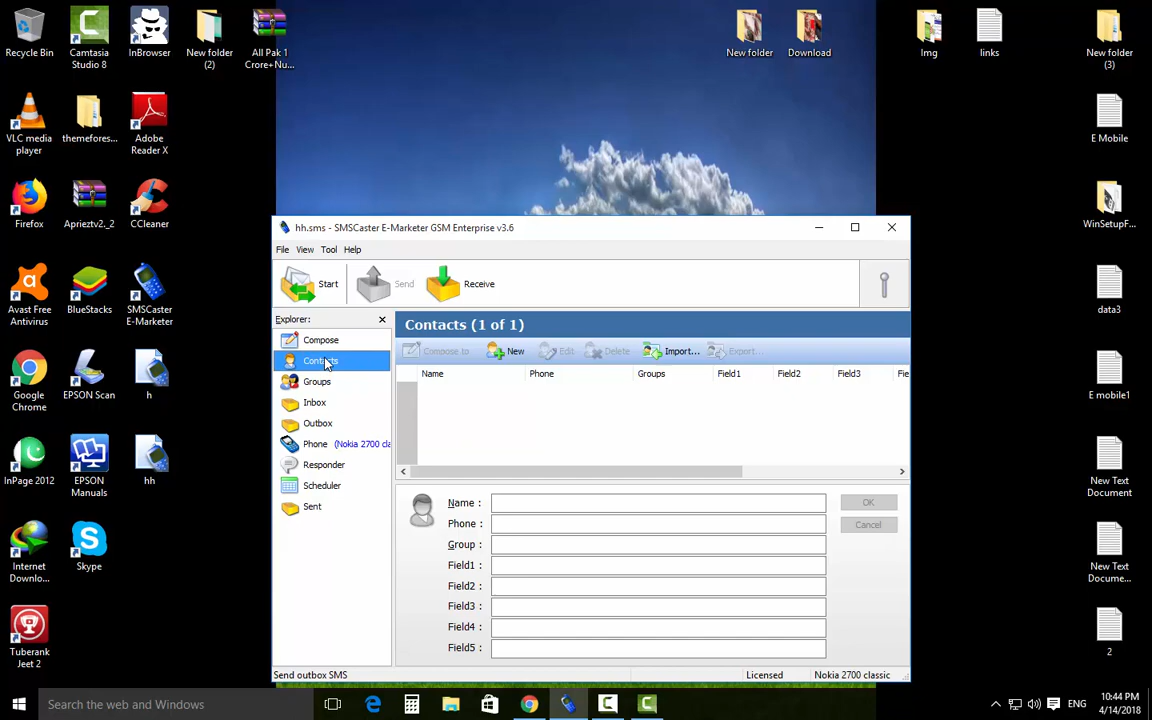 Recycle Bin
Camtasia
Studio 8
InBrowser
New folder
(2)
All Pak 1
Crore+Nu...
New folder
Download
Img
links
New folder
(3)
VLC media
player
themefores...
Adobe
Reader X
E Mobile
Firefox
Aprieztv2._2
CCleaner
WinSetupF...
hh.sms - SMSCaster E-Marketer GSM Enterprise v3.6
File
View
Tool
Help
Start
Send
Receive
Avast Free
Antivirus
BlueStacks
SMSCaster
E-Marketer
data3
Explorer:
Compose
Contacts
Groups
Inbox
Outbox
Phone
(Nokia 2700 cla
Responder
Scheduler
Sent
Contacts (1 of 1)
Compose to
New
Edit
Delete
Import...
Export...
Name
Phone
Groups
Field1
Field2
Field3
Fie
Google
Chrome
EPSON Scan
h
E mobile1
InPage 2012
EPSON
Manuals
hh
New Text
Document
Name :
Phone :
Group :
Field1 :
Field2 :
Field3 :
Field4 :
Field5 :
OK
Cancel
Internet
Downlo...
Skype
New Text
Docume...
Tuberank
Jeet 2
2
Send outbox SMS
Licensed
Nokia 2700 classic
Search the web and Windows
ENG
10:44 PM
4/14/2018